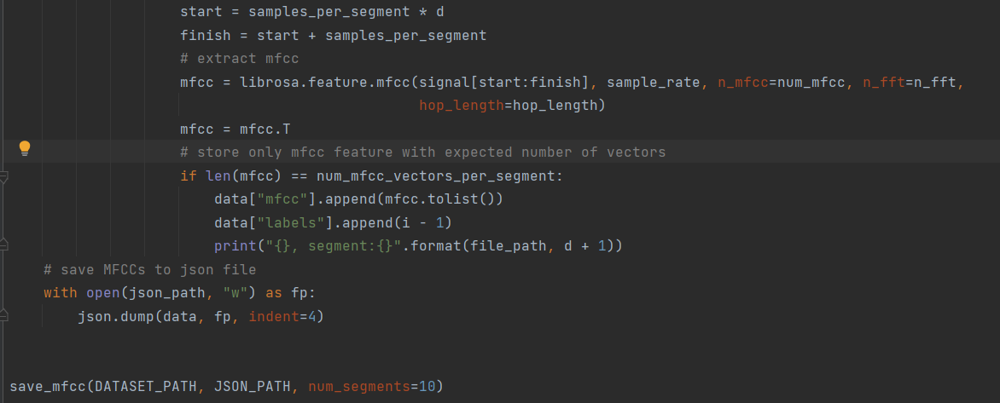 start = samples_per_segment * d
finish = start + samples_per_segment
# extract mfcc
mfcc = librosa.feature.mfcc(signal[start:finish], sample_rate, n_mfcc=num_mfcc, n_fft=n_fft,
hop_length=hop_length)
mfcc = mfcc.T
# store only mfcc feature with expected number of vectors
if len(mfcc) == num_mfcc_vectors_per_segment:
data["mfcc"].append(mfcc.tolist())
data["labels"].append(i - 1)
print("{}, segment:{}".format(file_path, d + 1))
# save MFCCs to json file
with open(json_path, "w") as fp:
json.dump(data, fp, indent=4)
save_mfcc(DATASET_PATH, JSON_PATH, num_segments=10)